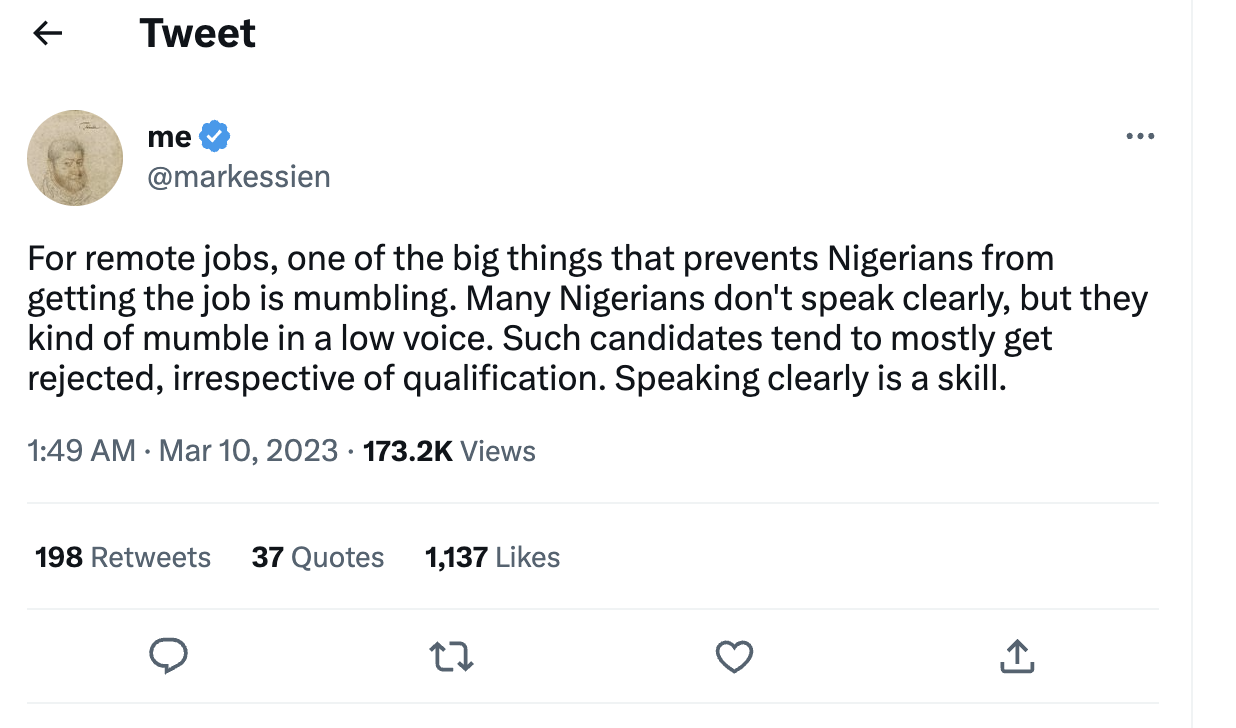 Tweet
me
@markessien
For remote jobs, one of the big things that prevents Nigerians from
getting the job is mumbling. Many Nigerians don't speak clearly, but they
kind of mumble in a low voice. Such candidates tend to mostly get
rejected, irrespective of qualification. Speaking clearly is a skill.
1:49 AM · Mar 10, 2023 · 173.2K Views
198 Retweets 37 Quotes 1,137 Likes